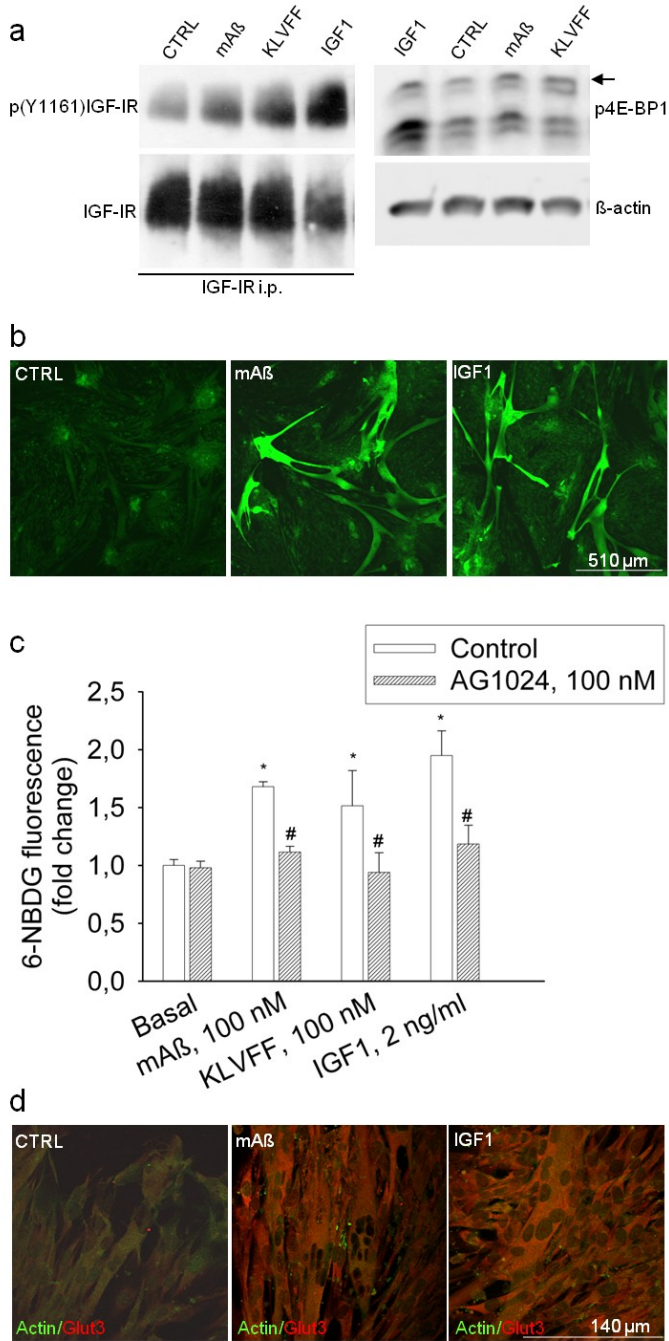 a
CTRL mAß KLVFF IGF1
IGF1 CTRL mAß KLVFF
p(Y1161)IGF-IR
p4E-BP1
IGF-IR
ß-actin
IGF-IR i.p.
b
CTRL mAß IGF1
510 µm
c
Control
AG1024, 100 nM
6-NBDG fluorescence
(fold change)
2,5
2,0
1,5
1,0
0,5
0,0
* * *
# # #
Basal
mAß, 100 nM
KLVFF, 100 nM
IGF1, 2 ng/ml
d
CTRL mAß IGF1
Actin/Glut3 Actin/Glut3 Actin/Glut3
140 µm